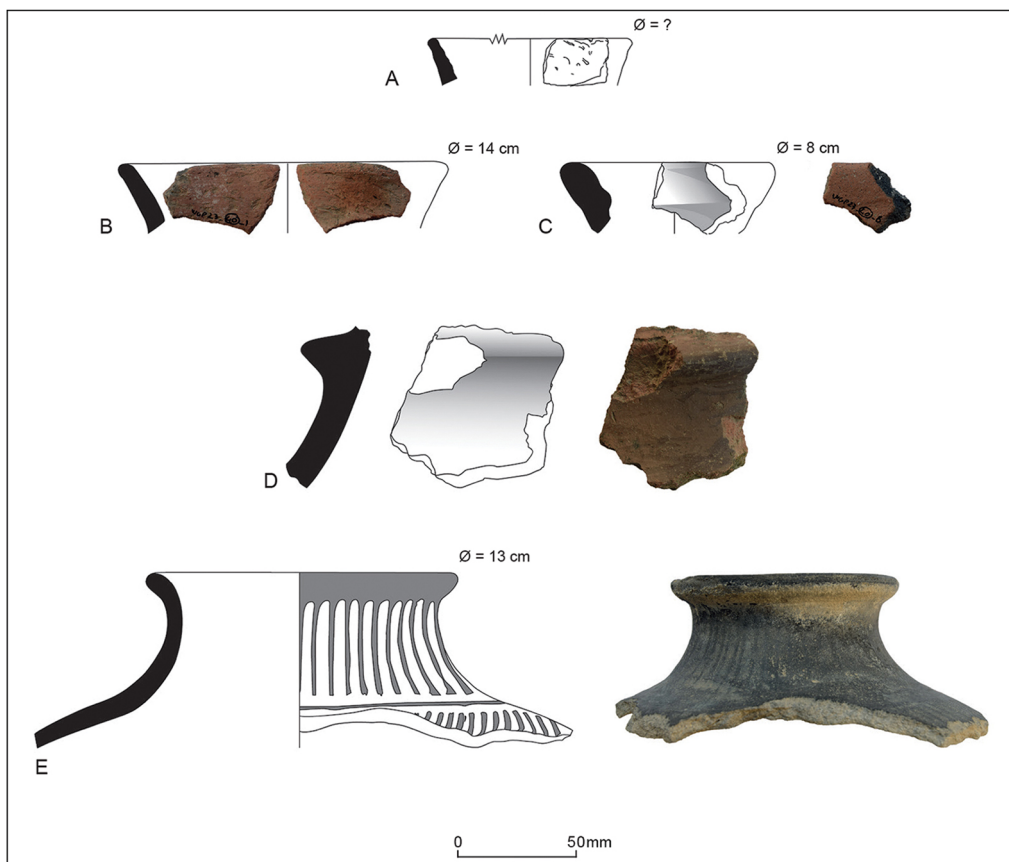 Ø = ?
A
Ø = 14 cm
B
Ø = 8 cm
C
D
Ø = 13 cm
E
0 50mm